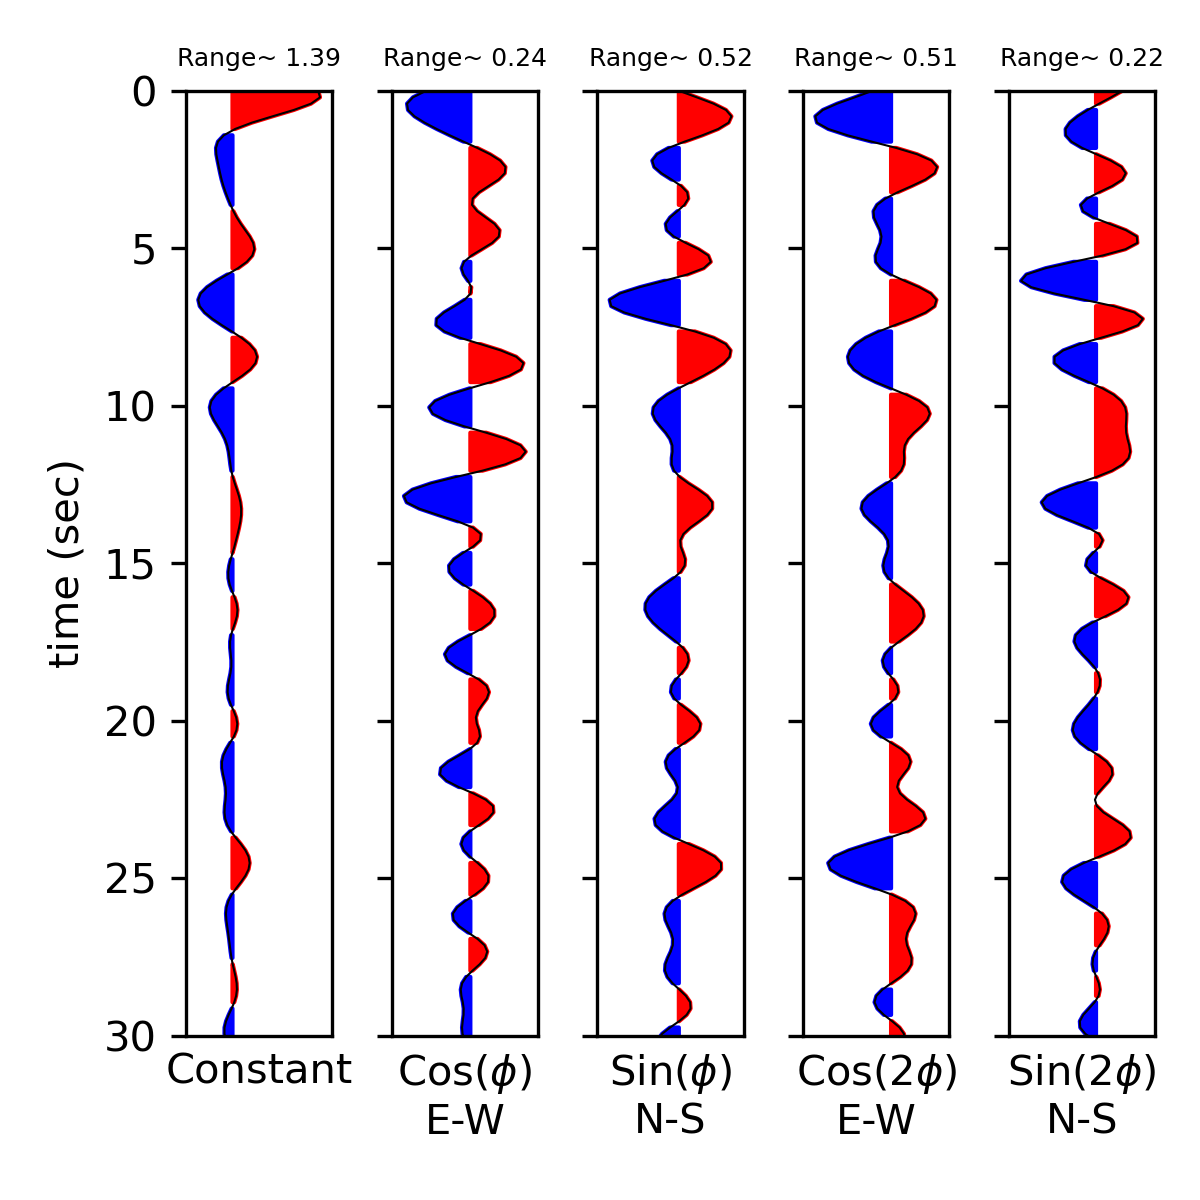 Range~ 1.39 Range~ 0.24 Range~ 0.52 Range~ 0.51 Range~ 0.22
0
5
10
15
20
25
30
time (sec)
Constant Cos(ϕ) Sin(ϕ) Cos(2ϕ) Sin(2ϕ)
E-W N-S E-W N-S